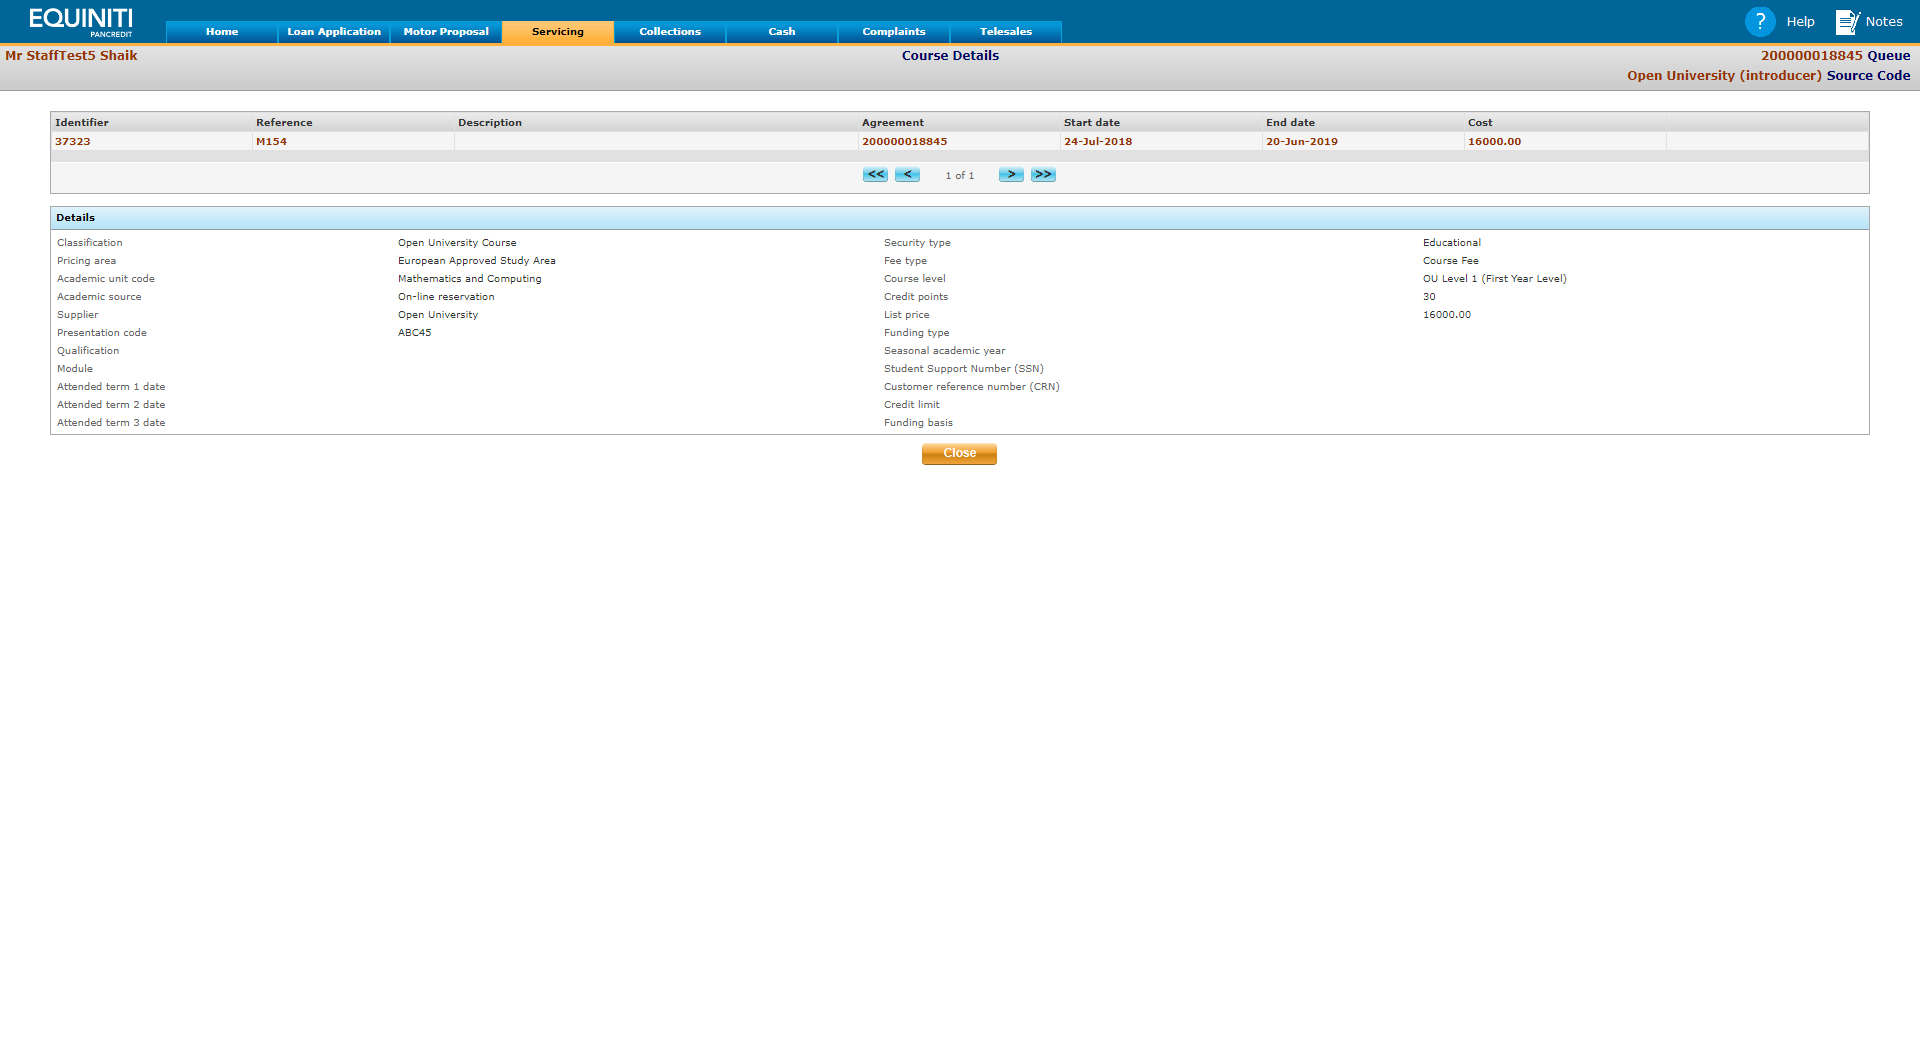 EQUINITI
PANCREDIT
Home Loan Application Motor Proposal Servicing Collections Cash Complaints Telesales
? Help Notes
Mr StaffTest5 Shaik Course Details 200000018845 Queue
Open University (introducer) Source Code
Identifier Reference Description Agreement Start date End date Cost
37323 M154 200000018845 24-Jul-2018 20-Jun-2019 16000.00
<< < 1 of 1 > >>
Details
Classification Open University Course Security type Educational
Pricing area European Approved Study Area Fee type Course Fee
Academic unit code Mathematics and Computing Course level OU Level 1 (First Year Level)
Academic source On-line reservation Credit points 30
Supplier Open University List price 16000.00
Presentation code ABC45 Funding type
Qualification Seasonal academic year
Module Student Support Number (SSN)
Attended term 1 date Customer reference number (CRN)
Attended term 2 date Credit limit
Attended term 3 date Funding basis
Close